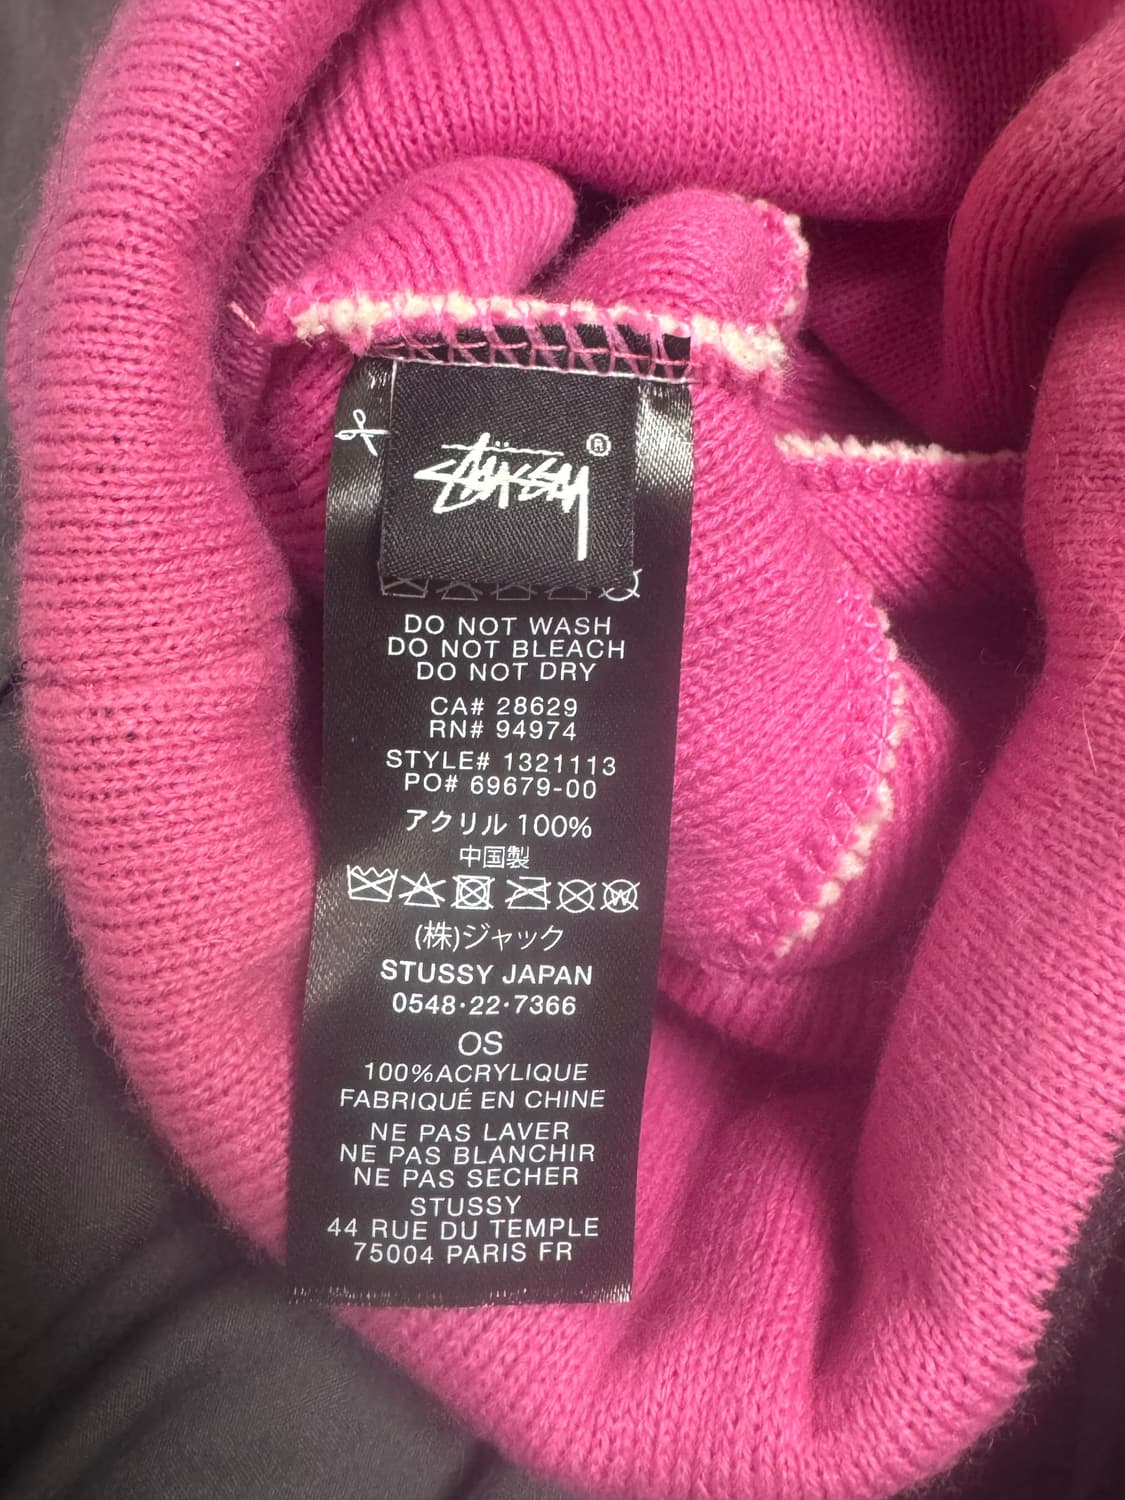 Stüssy ®
DO NOT WASH
DO NOT BLEACH
DO NOT DRY
CA# 28629
RN# 94974
STYLE# 1321113
PO# 69679-00
アクリル 100%
中国製
(株)ジャック
STUSSY JAPAN
0548·22·7366
OS
100%ACRYLIQUE
FABRIQUÉ EN CHINE
NE PAS LAVER
NE PAS BLANCHIR
NE PAS SECHER
STUSSY
44 RUE DU TEMPLE
75004 PARIS FR